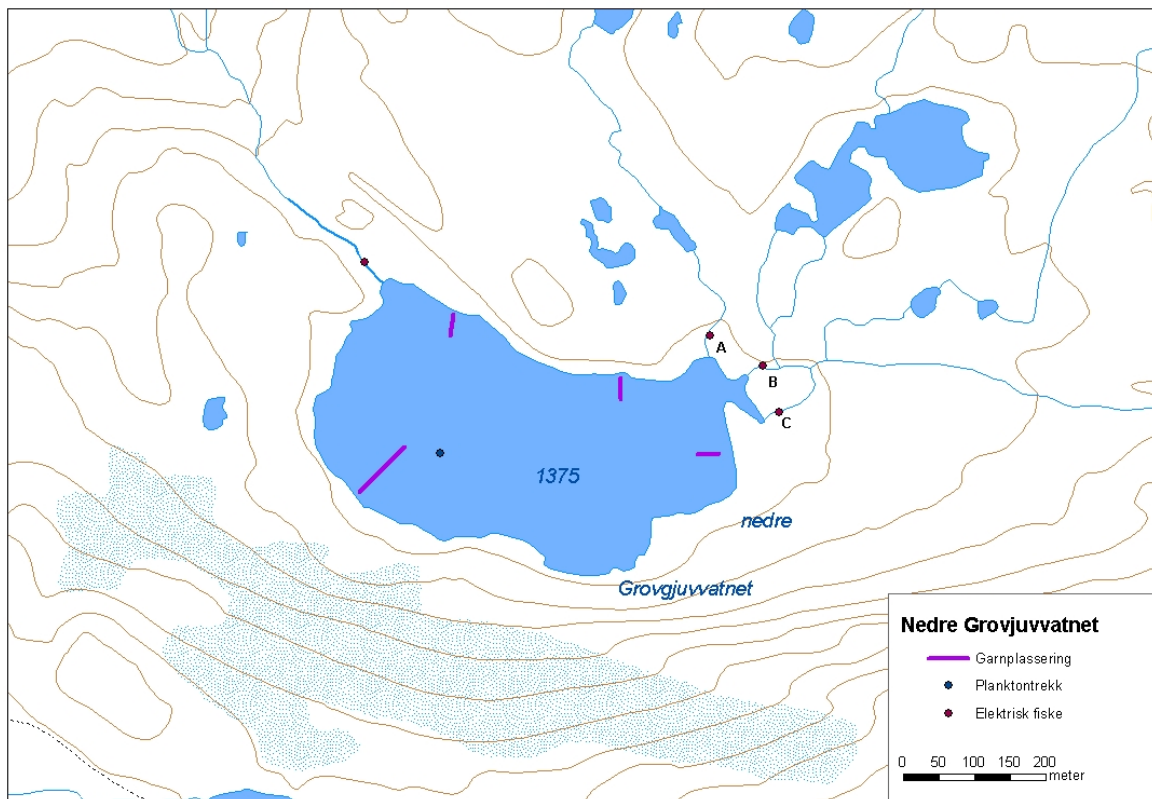 A
B
C
1375
nedre
Grovgjuvvatnet
Nedre Grovjuvvatnet
Garnplassering
Planktontrekk
Elektrisk fiske
0 50 100 150 200
meter